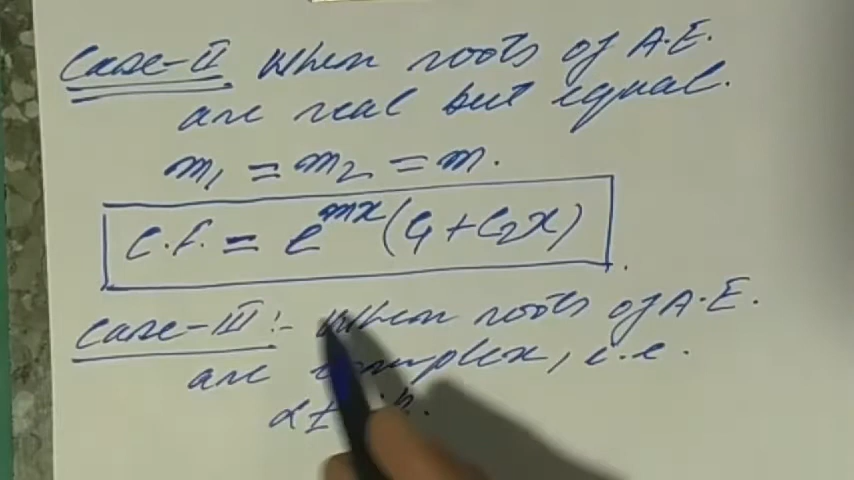 Case-II When roots of A.E.
are real but equal.
m₁ = m₂ = m.
C.F. = e^{mx}(C₁+C₂x)
Case-III :- When roots of A.E.
are complex, i.e.
α ±